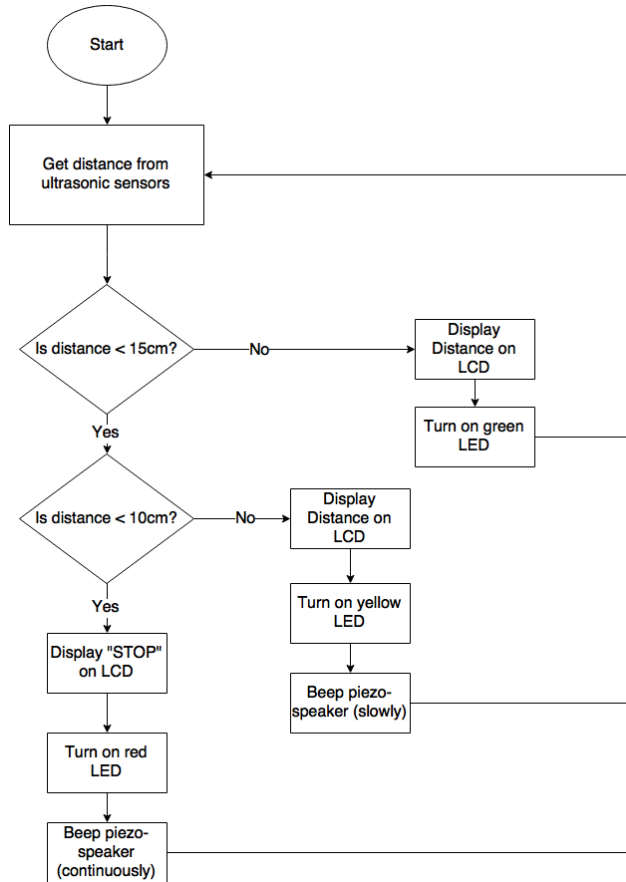 Start
Get distance from
ultrasonic sensors
Is distance < 15cm?
No
Display
Distance on
LCD
Turn on green
LED
Yes
Is distance < 10cm?
No
Display
Distance on
LCD
Turn on yellow
LED
Beep piezo-
speaker (slowly)
Yes
Display "STOP"
on LCD
Turn on red
LED
Beep piezo-
speaker
(continuously)